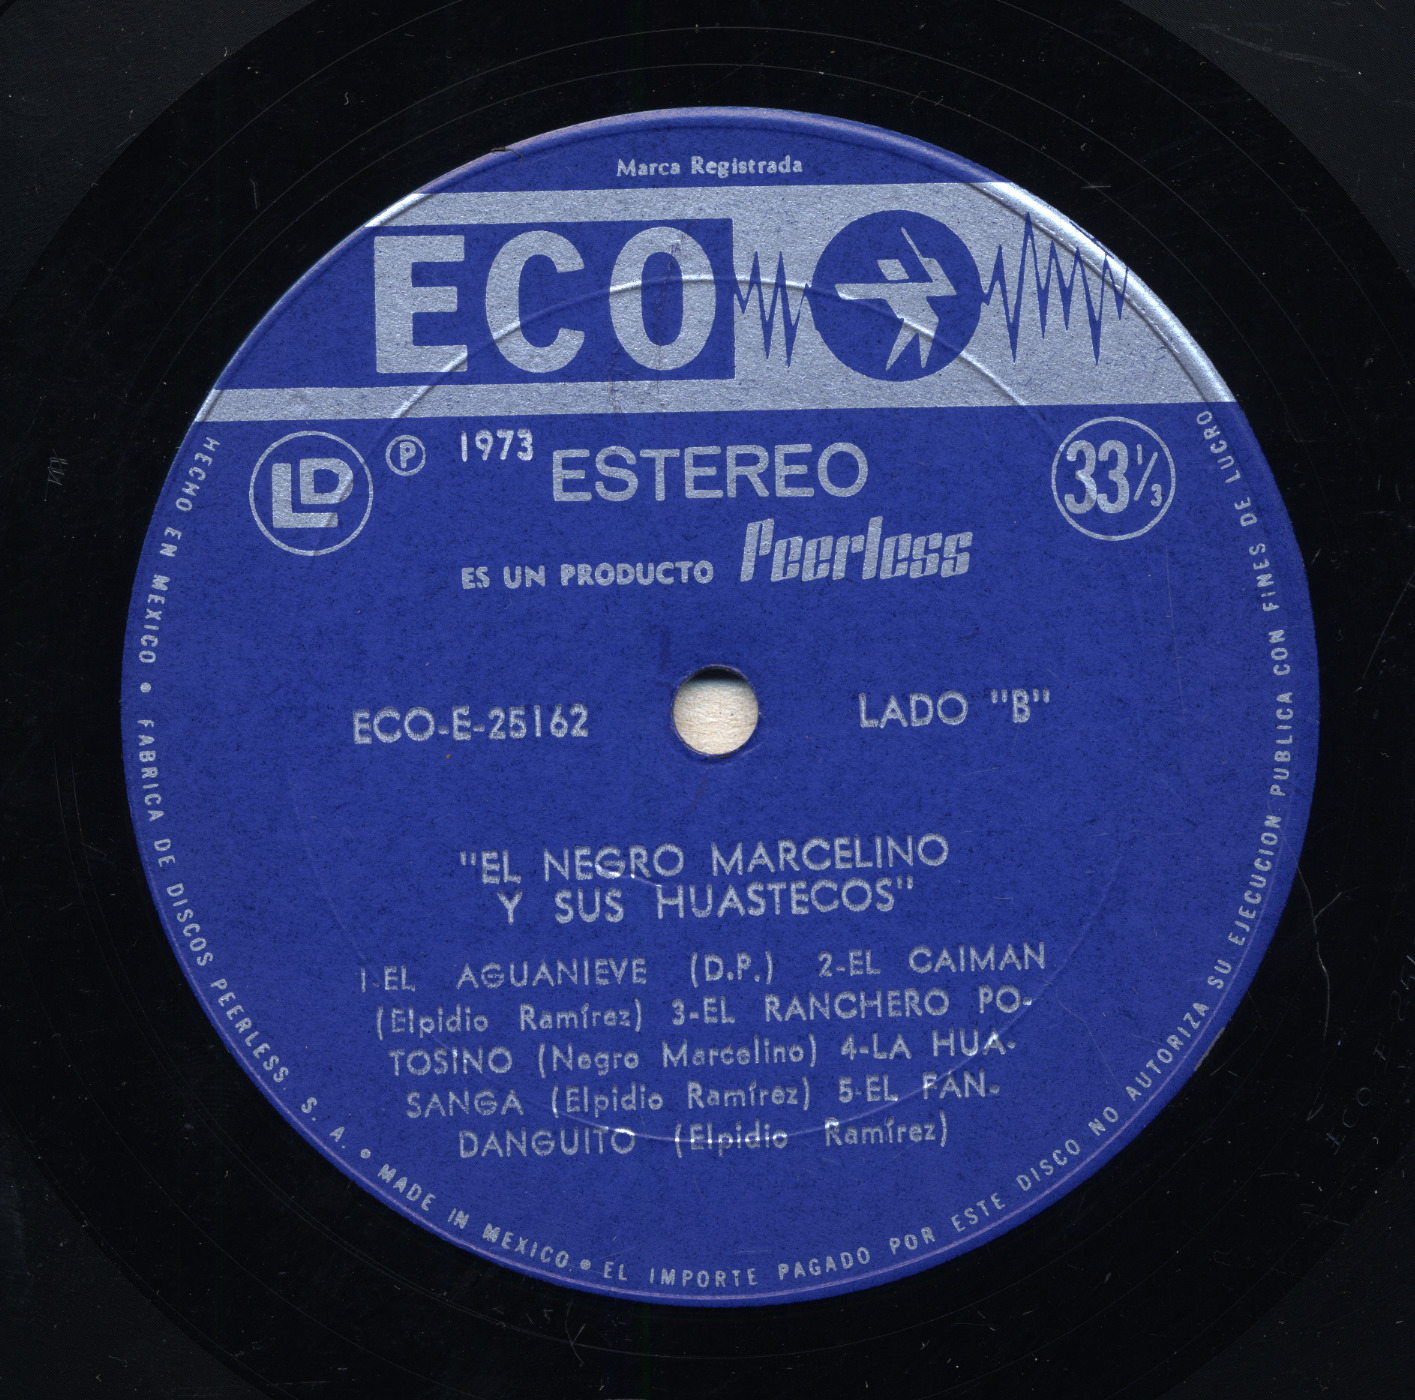 Marca Registrada
ECO
LD
℗ 1973
ESTEREO
33 1/3
ES UN PRODUCTO Peerless
ECO-E-25162
LADO "B"
"EL NEGRO MARCELINO
Y SUS HUASTECOS"
1-EL AGUANIEVE (D.P.) 2-EL CAIMAN
(Elpidio Ramírez) 3-EL RANCHERO PO-
TOSINO (Negro Marcelino) 4-LA HUA-
SANGA (Elpidio Ramírez) 5-EL FAN-
DANGUITO (Elpidio Ramírez)
HECHO EN MEXICO • FABRICA DE DISCOS PEERLESS, S. A. • MADE IN MEXICO • EL IMPORTE PAGADO POR ESTE DISCO NO AUTORIZA SU EJECUCION PUBLICA CON FINES DE LUCRO